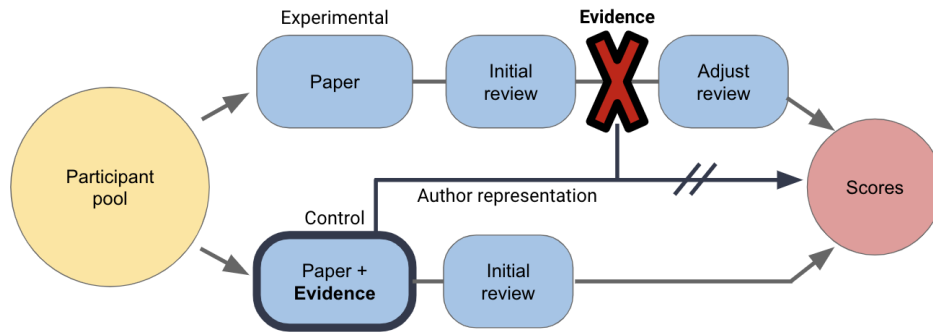 Experimental
Evidence
Paper
Initial
review
Adjust
review
Participant
pool
Author representation
Scores
Control
Paper +
Evidence
Initial
review